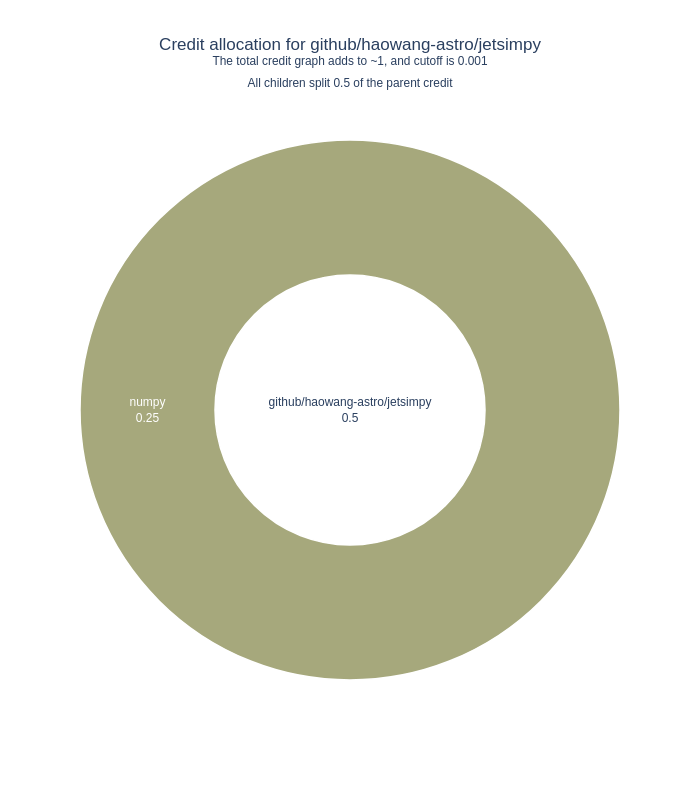 Credit allocation for github/haowang-astro/jetsimpy
The total credit graph adds to ~1, and cutoff is 0.001
All children split 0.5 of the parent credit
numpy
0.25
github/haowang-astro/jetsimpy
0.5